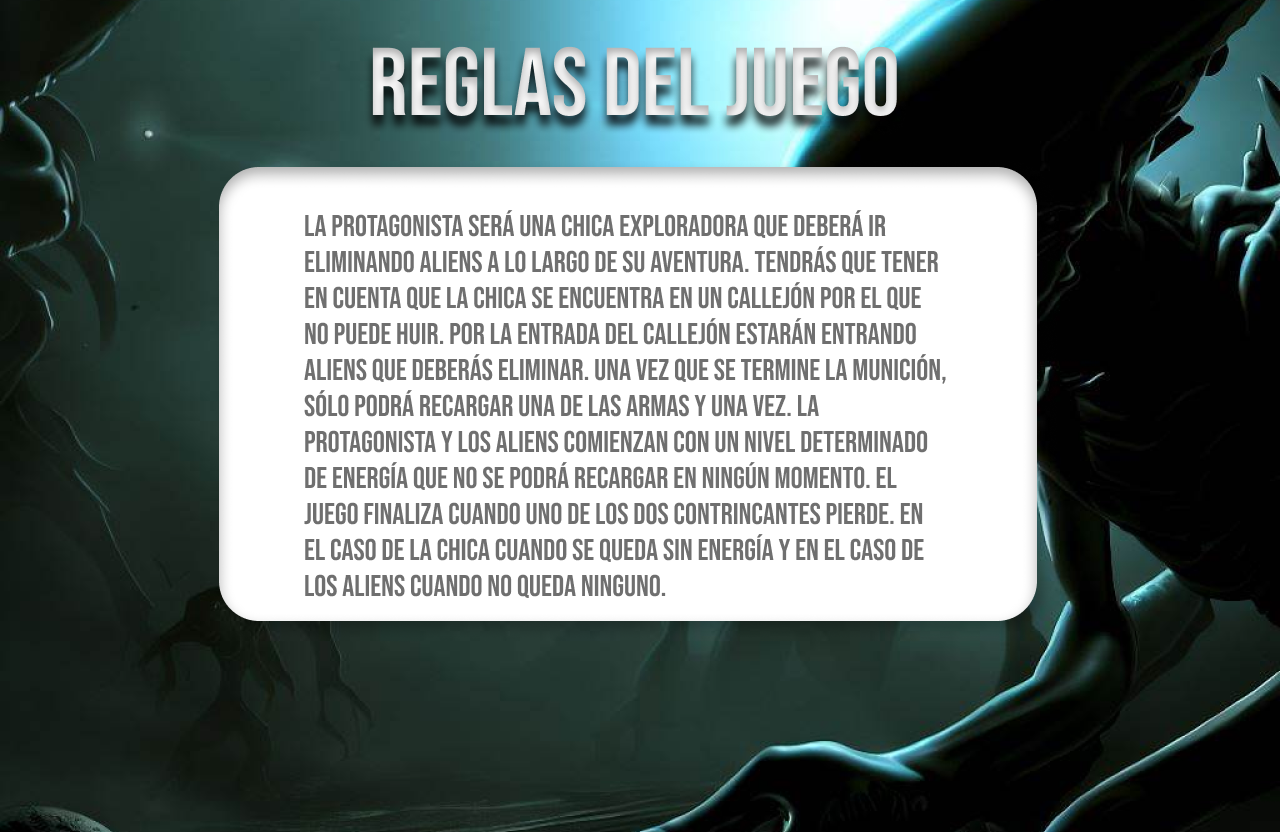 REGLAS DEL JUEGO
LA PROTAGONISTA SERÁ UNA CHICA EXPLORADORA QUE DEBERÁ IR
ELIMINANDO ALIENS A LO LARGO DE SU AVENTURA. TENDRÁS QUE TENER
EN CUENTA QUE LA CHICA SE ENCUENTRA EN UN CALLEJÓN POR EL QUE
NO PUEDE HUIR. POR LA ENTRADA DEL CALLEJÓN ESTARÁN ENTRANDO
ALIENS QUE DEBERÁS ELIMINAR. UNA VEZ QUE SE TERMINE LA MUNICIÓN,
SÓLO PODRÁ RECARGAR UNA DE LAS ARMAS Y UNA VEZ. LA
PROTAGONISTA Y LOS ALIENS COMIENZAN CON UN NIVEL DETERMINADO
DE ENERGÍA QUE NO SE PODRÁ RECARGAR EN NINGÚN MOMENTO. EL
JUEGO FINALIZA CUANDO UNO DE LOS DOS CONTRINCANTES PIERDE. EN
EL CASO DE LA CHICA CUANDO SE QUEDA SIN ENERGÍA Y EN EL CASO DE
LOS ALIENS CUANDO NO QUEDA NINGUNO.